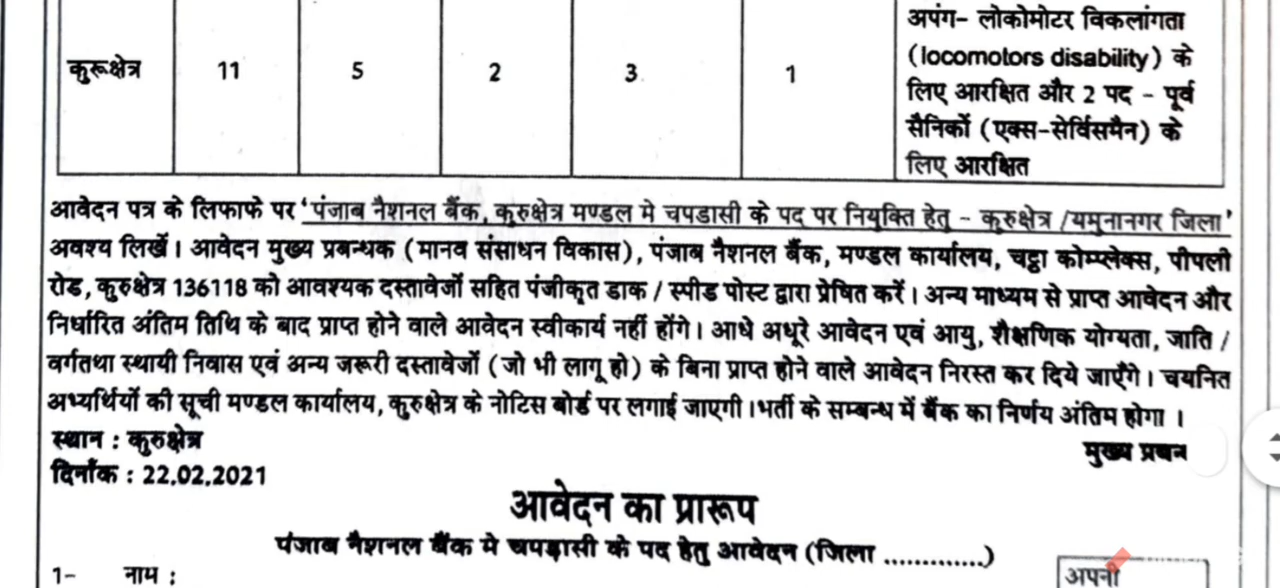 अपंग- लोकोमोटर विकलांगता
(locomotors disability) के
लिए आरक्षित और 2 पद - पूर्व
सैनिकों (एक्स-सेर्विसमैन) के
लिए आरक्षित
कुरूक्षेत्र 11 5 2 3 1
आवेदन पत्र के लिफाफे पर 'पंजाब नैशनल बैंक, कुरुक्षेत्र मण्डल मे चपडासी के पद पर नियुक्ति हेतु - कुरुक्षेत्र /यमुनानगर जिला'
अवश्य लिखें। आवेदन मुख्य प्रबन्धक (मानव संसाधन विकास), पंजाब नैशनल बैंक, मण्डल कार्यालय, चट्ठा कोम्प्लेक्स, पीपली
रोड, कुरुक्षेत्र 136118 को आवश्यक दस्तावेजों सहित पंजीकृत डाक / स्पीड पोस्ट द्वारा प्रेषित करें। अन्य माध्यम से प्राप्त आवेदन और
निर्धारित अंतिम तिथि के बाद प्राप्त होने वाले आवेदन स्वीकार्य नहीं होंगे। आधे अधूरे आवेदन एवं आयु, शैक्षणिक योग्यता, जाति /
वर्गतथा स्थायी निवास एवं अन्य जरूरी दस्तावेजों (जो भी लागू हो) के बिना प्राप्त होने वाले आवेदन निरस्त कर दिये जाएँगे। चयनित
अभ्यर्थियों की सूची मण्डल कार्यालय, कुरुक्षेत्र के नोटिस बोर्ड पर लगाई जाएगी।भर्ती के सम्बन्ध में बैंक का निर्णय अंतिम होगा ।
स्थान : कुरुक्षेत्र
मुख्य प्रबन
दिनाँक : 22.02.2021
आवेदन का प्रारूप
पंजाब नैशनल बैंक मे चपड़ासी के पद हेतु आवेदन (जिला .............)
1- नाम :
अपना